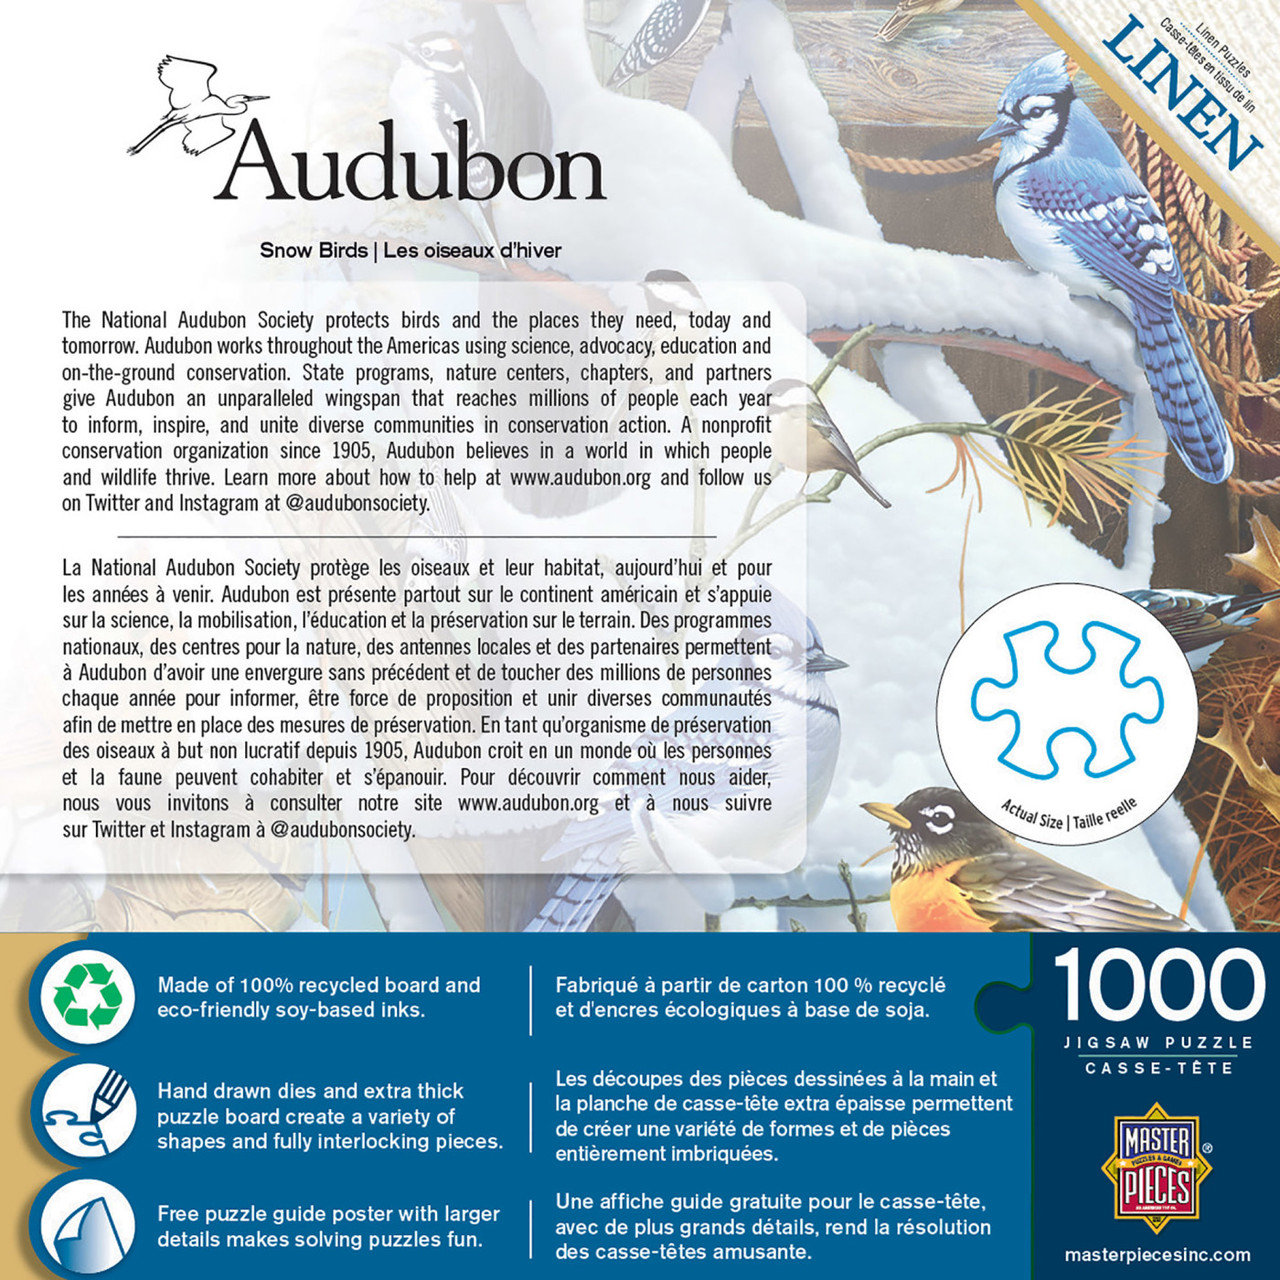 Linen Puzzles
Casse-têtes en tissu de lin
LINEN
Audubon
Snow Birds | Les oiseaux d'hiver
The National Audubon Society protects birds and the places they need, today and
tomorrow. Audubon works throughout the Americas using science, advocacy, education and
on-the-ground conservation. State programs, nature centers, chapters, and partners
give Audubon an unparalleled wingspan that reaches millions of people each year
to inform, inspire, and unite diverse communities in conservation action. A nonprofit
conservation organization since 1905, Audubon believes in a world in which people
and wildlife thrive. Learn more about how to help at www.audubon.org and follow us
on Twitter and Instagram at @audubonsociety.
La National Audubon Society protège les oiseaux et leur habitat, aujourd'hui et pour
les années à venir. Audubon est présente partout sur le continent américain et s'appuie
sur la science, la mobilisation, l'éducation et la préservation sur le terrain. Des programmes
nationaux, des centres pour la nature, des antennes locales et des partenaires permettent
à Audubon d'avoir une envergure sans précédent et de toucher des millions de personnes
chaque année pour informer, être force de proposition et unir diverses communautés
afin de mettre en place des mesures de préservation. En tant qu'organisme de préservation
des oiseaux à but non lucratif depuis 1905, Audubon croit en un monde où les personnes
et la faune peuvent cohabiter et s'épanouir. Pour découvrir comment nous aider,
nous vous invitons à consulter notre site www.audubon.org et à nous suivre
sur Twitter et Instagram à @audubonsociety.
Actual Size | Taille reelle
Made of 100% recycled board and
eco-friendly soy-based inks.
Fabriqué à partir de carton 100 % recyclé
et d'encres écologiques à base de soja.
Hand drawn dies and extra thick
puzzle board create a variety of
shapes and fully interlocking pieces.
Les découpes des pièces dessinées à la main et
la planche de casse-tête extra épaisse permettent
de créer une variété de formes et de pièces
entièrement imbriquées.
Free puzzle guide poster with larger
details makes solving puzzles fun.
Une affiche guide gratuite pour le casse-tête,
avec de plus grands détails, rend la résolution
des casse-têtes amusante.
1000
JIGSAW PUZZLE
CASSE-TÊTE
MASTER
PUZZLES & GAMES
PIECES
®
AN AMERICAN TOY CO.
masterpiecesinc.com